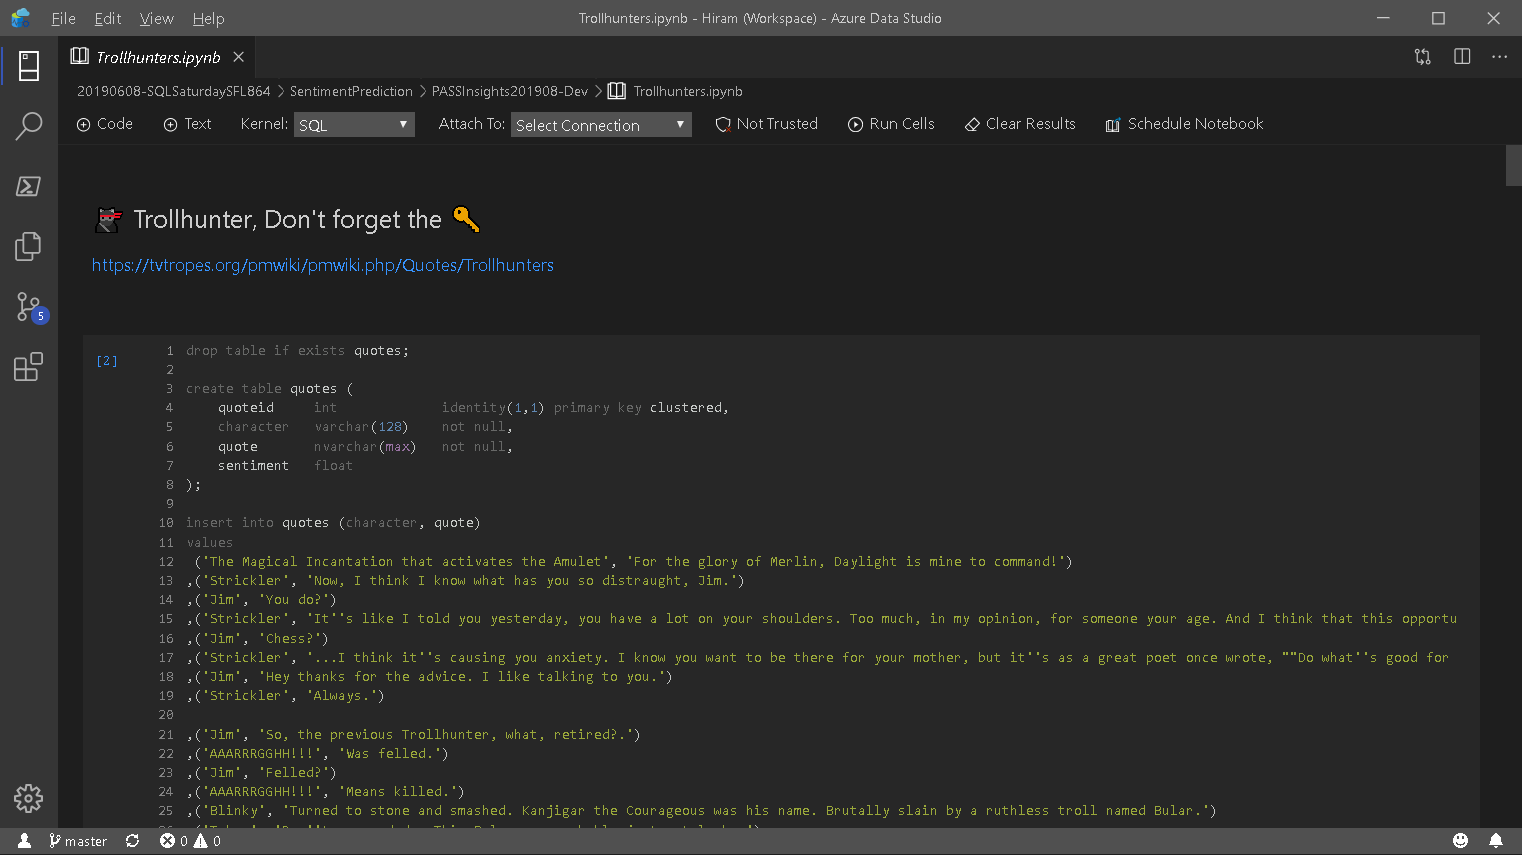 File Edit View Help Trollhunters.ipynb - Hiram (Workspace) - Azure Data Studio
Trollhunters.ipynb
20190608-SQLSaturdaySFL864 > SentimentPrediction > PASSInsights201908-Dev > Trollhunters.ipynb
Code Text Kernel: SQL Attach To: Select Connection Not Trusted Run Cells Clear Results Schedule Notebook
Trollhunter, Don't forget the
https://tvtropes.org/pmwiki/pmwiki.php/Quotes/Trollhunters
5
[2]
1 drop table if exists quotes;
2
3 create table quotes (
4 quoteid int identity(1,1) primary key clustered,
5 character varchar(128) not null,
6 quote nvarchar(max) not null,
7 sentiment float
8 );
9
10 insert into quotes (character, quote)
11 values
12 ('The Magical Incantation that activates the Amulet', 'For the glory of Merlin, Daylight is mine to command!')
13 ,('Strickler', 'Now, I think I know what has you so distraught, Jim.')
14 ,('Jim', 'You do?')
15 ,('Strickler', 'It''s like I told you yesterday, you have a lot on your shoulders. Too much, in my opinion, for someone your age. And I think that this opportu
16 ,('Jim', 'Chess?')
17 ,('Strickler', '...I think it''s causing you anxiety. I know you want to be there for your mother, but it''s as a great poet once wrote, ""Do what''s good for
18 ,('Jim', 'Hey thanks for the advice. I like talking to you.')
19 ,('Strickler', 'Always.')
20
21 ,('Jim', 'So, the previous Trollhunter, what, retired?.')
22 ,('AAARRRGGHH!!!', 'Was felled.')
23 ,('Jim', 'Felled?')
24 ,('AAARRRGGHH!!!', 'Means killed.')
25 ,('Blinky', 'Turned to stone and smashed. Kanjigar the Courageous was his name. Brutally slain by a ruthless troll named Bular.')
master 0 0